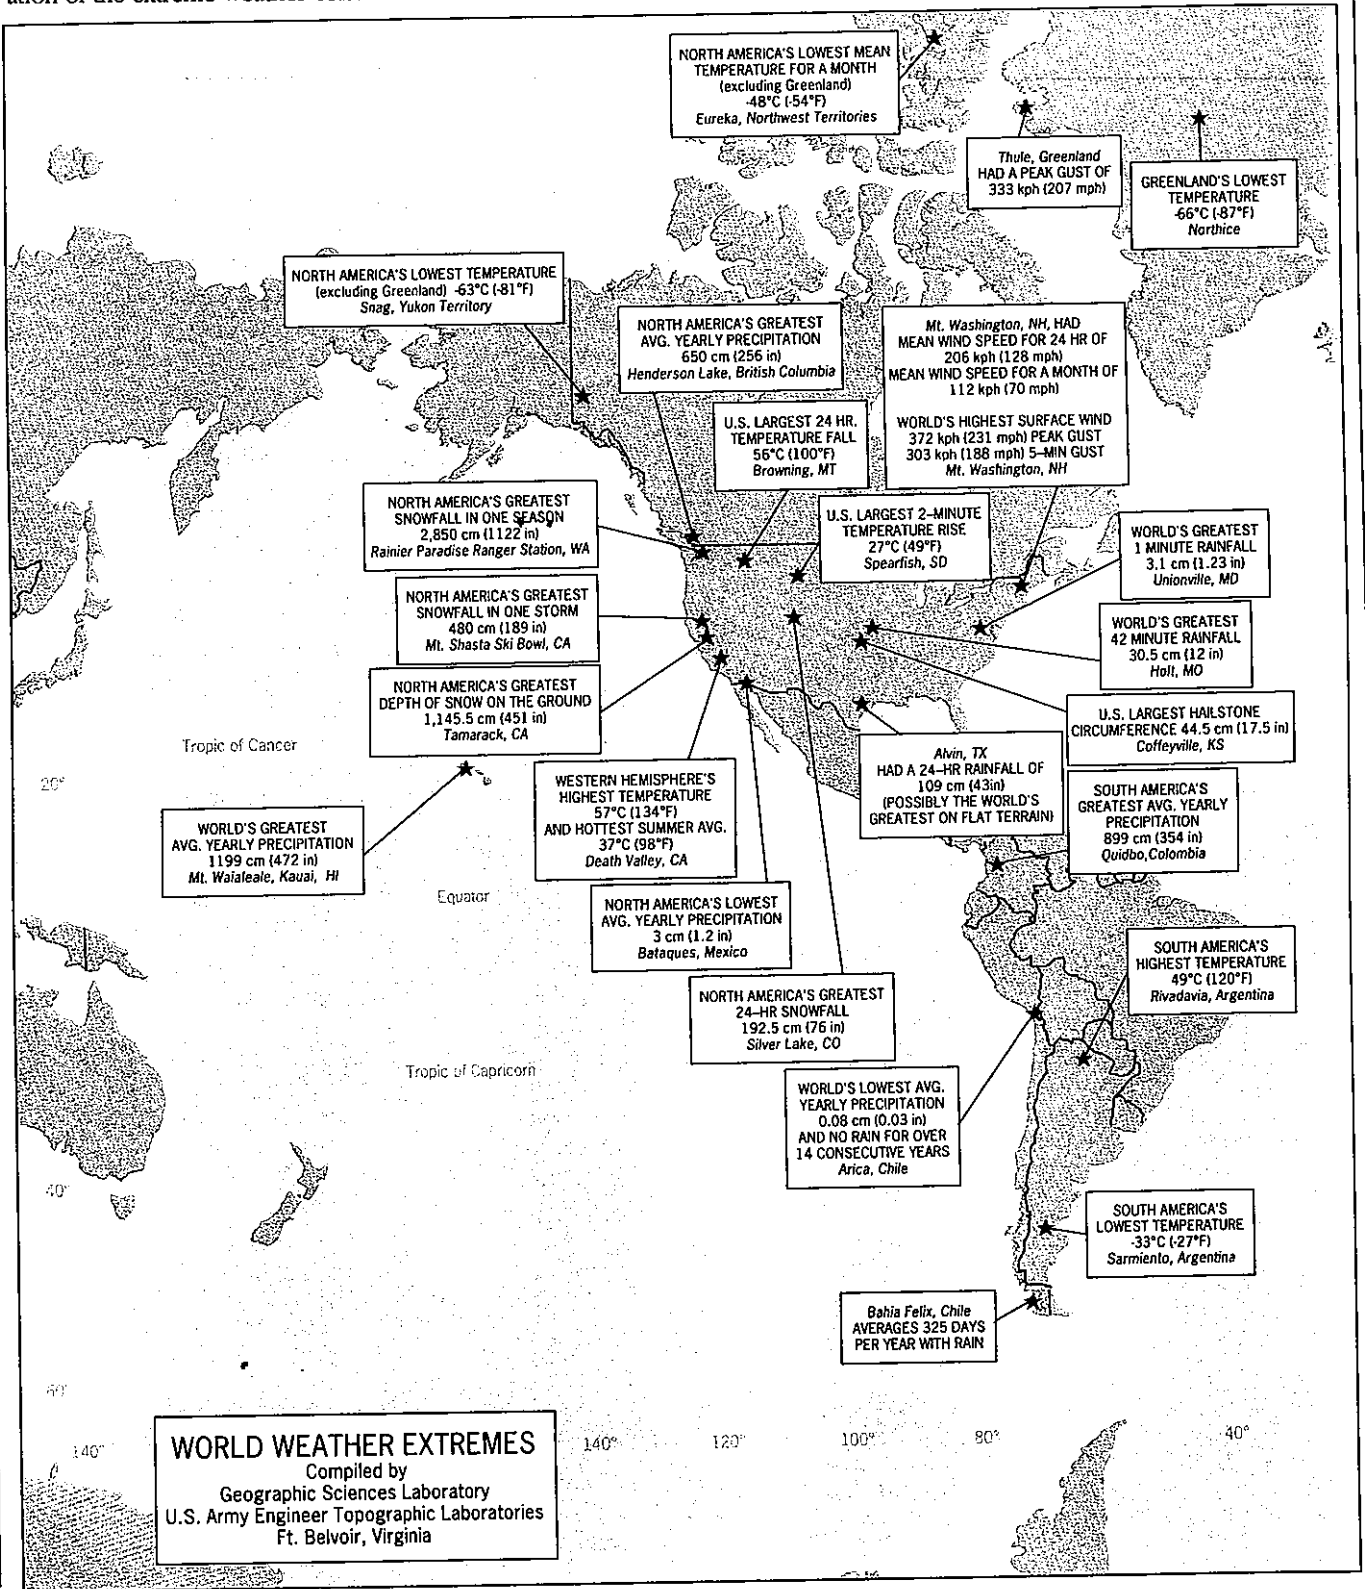 ation of the extreme weather
NORTH AMERICA'S LOWEST MEAN
TEMPERATURE FOR A MONTH
(excluding Greenland)
-48°C (-54°F)
Eureka, Northwest Territories
Thule, Greenland
HAD A PEAK GUST OF
333 kph (207 mph)
GREENLAND'S LOWEST
TEMPERATURE
-66°C (-87°F)
Northice
NORTH AMERICA'S LOWEST TEMPERATURE
(excluding Greenland) -63°C (-81°F)
Snag, Yukon Territory
NORTH AMERICA'S GREATEST
AVG. YEARLY PRECIPITATION
650 cm (256 in)
Henderson Lake, British Columbia
Mt. Washington, NH, HAD
MEAN WIND SPEED FOR 24 HR OF
206 kph (128 mph)
MEAN WIND SPEED FOR A MONTH OF
112 kph (70 mph)
WORLD'S HIGHEST SURFACE WIND
372 kph (231 mph) PEAK GUST
303 kph (188 mph) 5-MIN GUST
Mt. Washington, NH
U.S. LARGEST 24 HR.
TEMPERATURE FALL
56°C (100°F)
Browning, MT
NORTH AMERICA'S GREATEST
SNOWFALL IN ONE SEASON
2,850 cm (1122 in)
Rainier Paradise Ranger Station, WA
U.S. LARGEST 2-MINUTE
TEMPERATURE RISE
27°C (49°F)
Spearfish, SD
WORLD'S GREATEST
1 MINUTE RAINFALL
3.1 cm (1.23 in)
Unionville, MD
NORTH AMERICA'S GREATEST
SNOWFALL IN ONE STORM
480 cm (189 in)
Mt. Shasta Ski Bowl, CA
WORLD'S GREATEST
42 MINUTE RAINFALL
30.5 cm (12 in)
Holt, MO
NORTH AMERICA'S GREATEST
DEPTH OF SNOW ON THE GROUND
1,145.5 cm (451 in)
Tamarack, CA
U.S. LARGEST HAILSTONE
CIRCUMFERENCE 44.5 cm (17.5 in)
Coffeyville, KS
Tropic of Cancer
20°
Alvin, TX
HAD A 24-HR RAINFALL OF
109 cm (43in)
(POSSIBLY THE WORLD'S
GREATEST ON FLAT TERRAIN)
WESTERN HEMISPHERE'S
HIGHEST TEMPERATURE
57°C (134°F)
AND HOTTEST SUMMER AVG.
37°C (98°F)
Death Valley, CA
SOUTH AMERICA'S
GREATEST AVG. YEARLY
PRECIPITATION
899 cm (354 in)
Quidbo,Colombia
WORLD'S GREATEST
AVG. YEARLY PRECIPITATION
1199 cm (472 in)
Mt. Waialeale, Kauai, HI
Equator
NORTH AMERICA'S LOWEST
AVG. YEARLY PRECIPITATION
3 cm (1.2 in)
Bataques, Mexico
SOUTH AMERICA'S
HIGHEST TEMPERATURE
49°C (120°F)
Rivadavia, Argentina
NORTH AMERICA'S GREATEST
24-HR SNOWFALL
192.5 cm (76 in)
Silver Lake, CO
Tropic of Capricorn
WORLD'S LOWEST AVG.
YEARLY PRECIPITATION
0.08 cm (0.03 in)
AND NO RAIN FOR OVER
14 CONSECUTIVE YEARS
Arica, Chile
40°
SOUTH AMERICA'S
LOWEST TEMPERATURE
-33°C (-27°F)
Sarmiento, Argentina
Bahia Felix, Chile
AVERAGES 325 DAYS
PER YEAR WITH RAIN
60°
140°
140°
120°
100°
80°
40°
WORLD WEATHER EXTREMES
Compiled by
Geographic Sciences Laboratory
U.S. Army Engineer Topographic Laboratories
Ft. Belvoir, Virginia